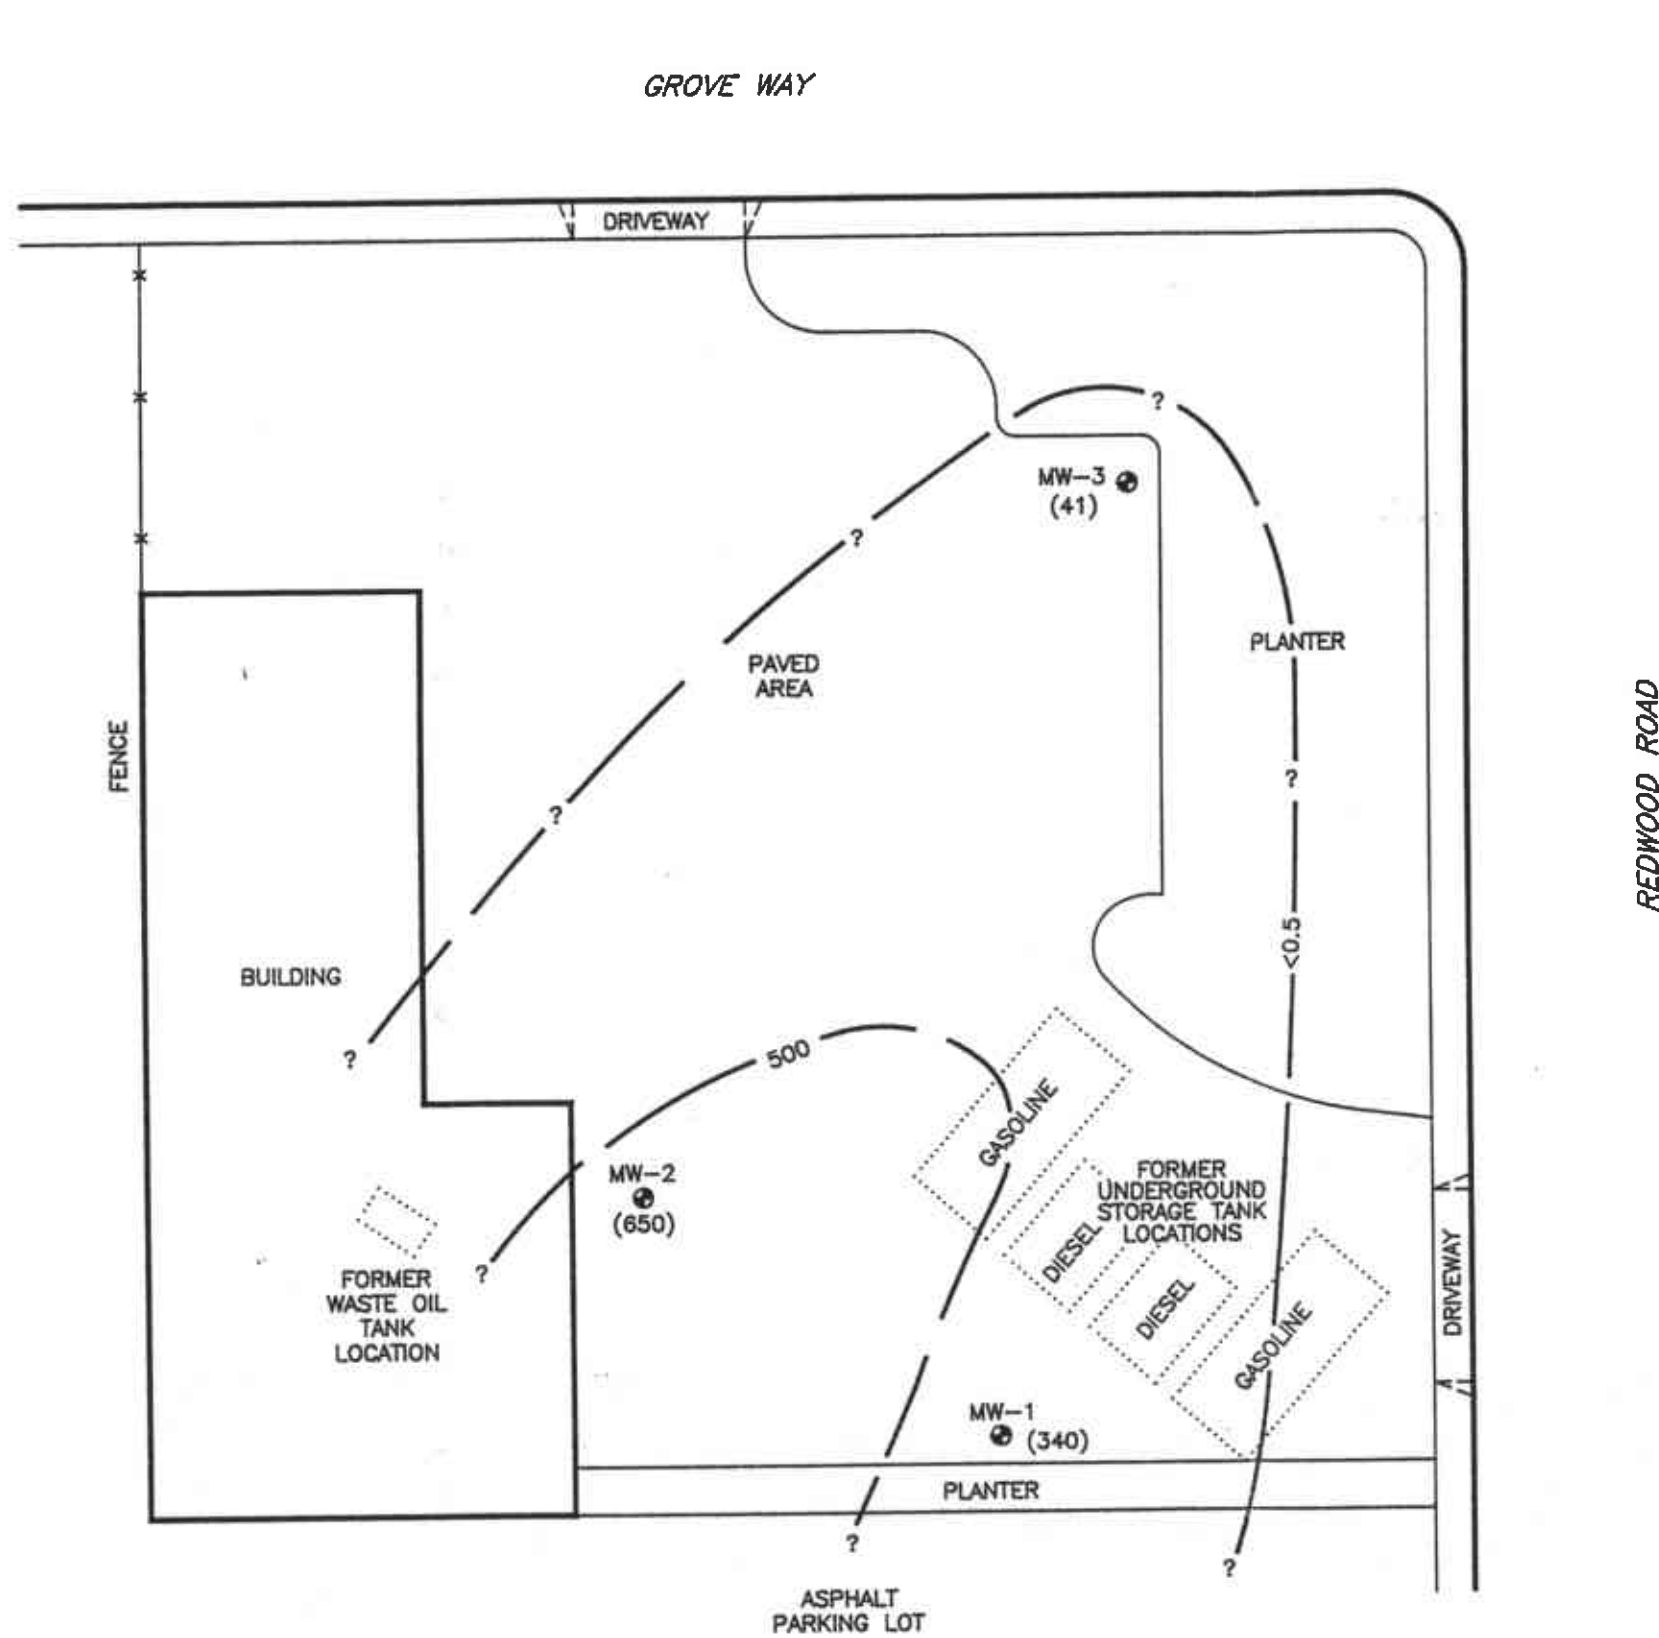 GROVE WAY
DRIVEWAY
?
MW-3
(41)
?
PLANTER
PAVED
AREA
REDWOOD ROAD
FENCE
?
?
<0.5
BUILDING
?
500
GASOLINE
MW-2
(650)
FORMER
UNDERGROUND
STORAGE TANK
LOCATIONS
DIESEL
DIESEL
GASOLINE
DRIVEWAY
?
FORMER
WASTE OIL
TANK
LOCATION
MW-1
(340)
PLANTER
?
?
ASPHALT
PARKING LOT